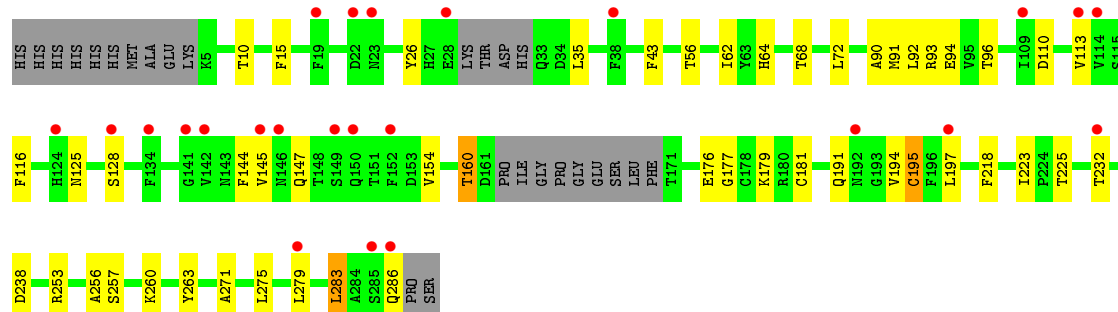 HIS HIS HIS HIS HIS HIS MET ALA GLU LYS K5 T10 F15 F19 D22 N23 Y26 H27 E28 LYS THR ASP HIS Q33 D34 L35 F38 F43 T56 I62 Y63 H64 T68 L72 A90 M91 L92 R93 E94 V95 T96 I109 D110 V113 V114 S115
F116 H124 N125 S128 F134 G141 V142 N143 F144 V145 N146 Q147 T148 S149 Q150 T151 F152 D153 V154 T160 D161 PRO ILE GLY PRO GLY GLU SER LEU PHE T171 E176 G177 C178 K179 R180 C181 Q191 N192 G193 V194 C195 F196 L197 F218 I223 P224 T225 T232
D238 R253 A256 S257 K260 Y263 A271 L275 L279 L283 A284 S285 Q286 PRO SER